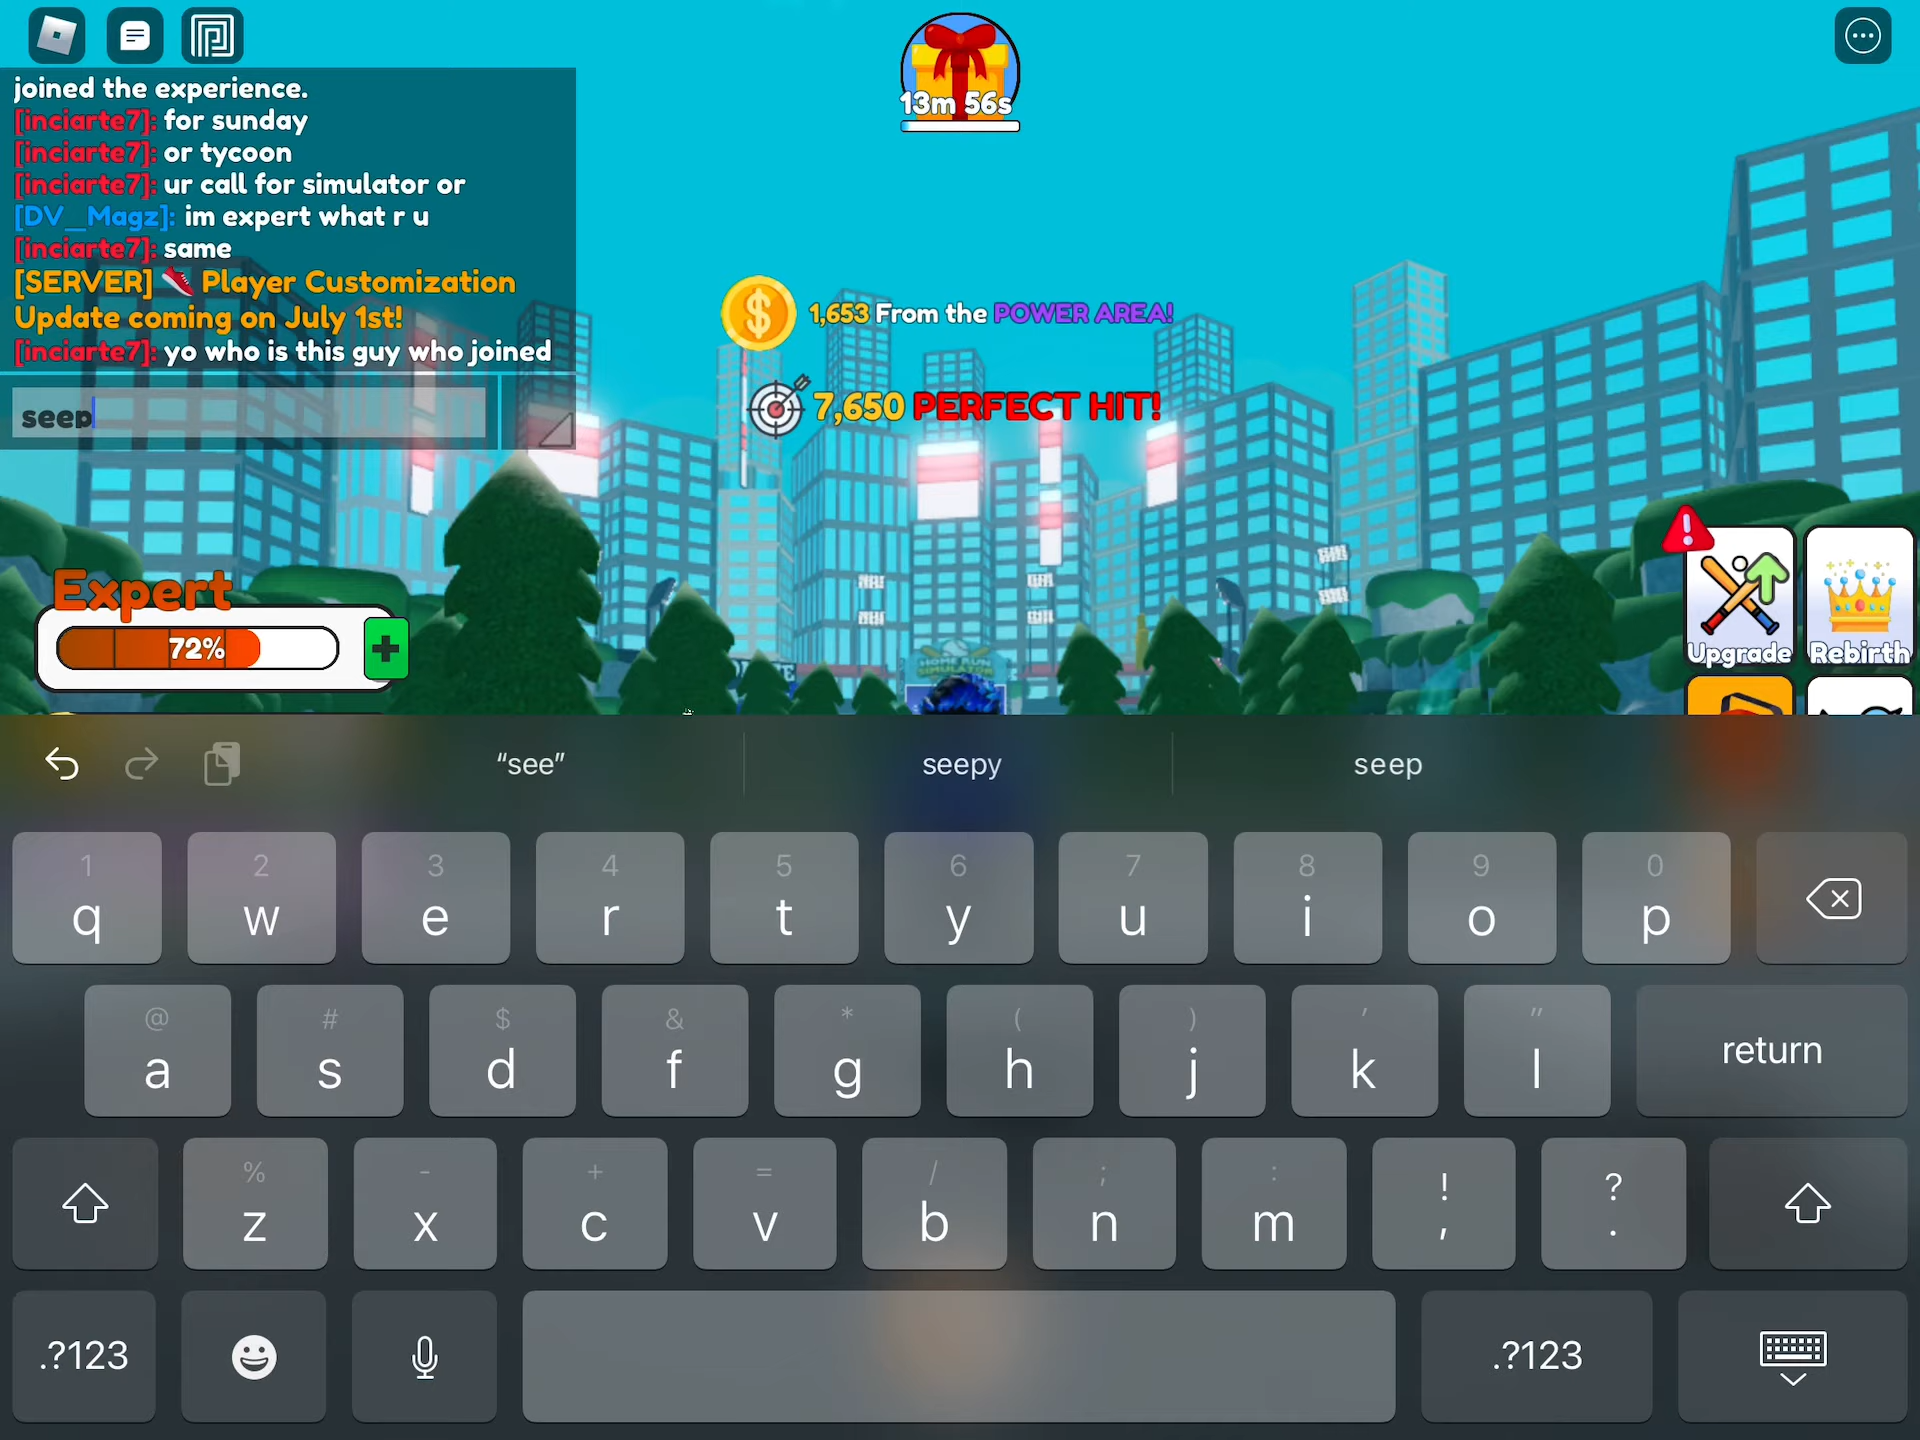 13m 56s
joined the experience.
[inciarte7]: for sunday
[inciarte7]: or tycoon
[inciarte7]: ur call for simulator or
[DV_Magz]: im expert what r u
[inciarte7]: same
[SERVER] 👟 Player Customization
Update coming on July 1st!
[inciarte7]: yo who is this guy who joined
seep
1,653 From the POWER AREA!
7,650 PERFECT HIT!
Expert
72%
+
!
Upgrade
Rebirth
HOME RUN
SIMULATOR
“see” seepy seep
1 2 3 4 5 6 7 8 9 0
q w e r t y u i o p
@ # $ & * ( ) ' "
a s d f g h j k l return
% - + = / ; : ! ?
z x c v b n m , .
.?123 .?123